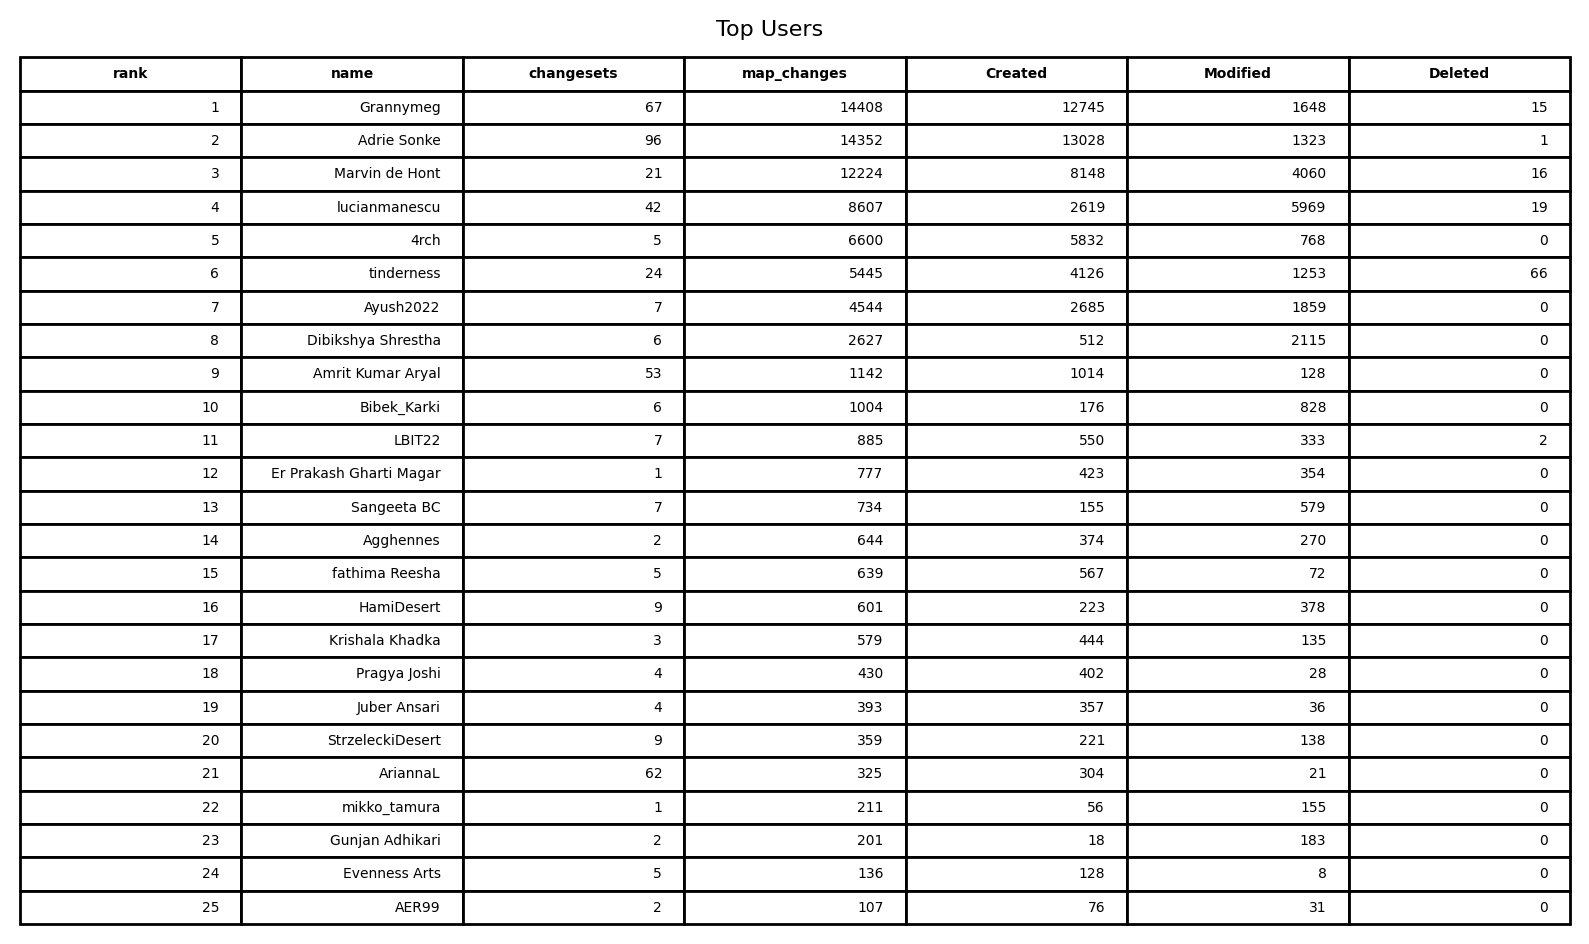 Top Users
rank name changesets map_changes Created Modified Deleted
1 Grannymeg 67 14408 12745 1648 15
2 Adrie Sonke 96 14352 13028 1323 1
3 Marvin de Hont 21 12224 8148 4060 16
4 lucianmanescu 42 8607 2619 5969 19
5 4rch 5 6600 5832 768 0
6 tinderness 24 5445 4126 1253 66
7 Ayush2022 7 4544 2685 1859 0
8 Dibikshya Shrestha 6 2627 512 2115 0
9 Amrit Kumar Aryal 53 1142 1014 128 0
10 Bibek_Karki 6 1004 176 828 0
11 LBIT22 7 885 550 333 2
12 Er Prakash Gharti Magar 1 777 423 354 0
13 Sangeeta BC 7 734 155 579 0
14 Agghennes 2 644 374 270 0
15 fathima Reesha 5 639 567 72 0
16 HamiDesert 9 601 223 378 0
17 Krishala Khadka 3 579 444 135 0
18 Pragya Joshi 4 430 402 28 0
19 Juber Ansari 4 393 357 36 0
20 StrzeleckiDesert 9 359 221 138 0
21 AriannaL 62 325 304 21 0
22 mikko_tamura 1 211 56 155 0
23 Gunjan Adhikari 2 201 18 183 0
24 Evenness Arts 5 136 128 8 0
25 AER99 2 107 76 31 0